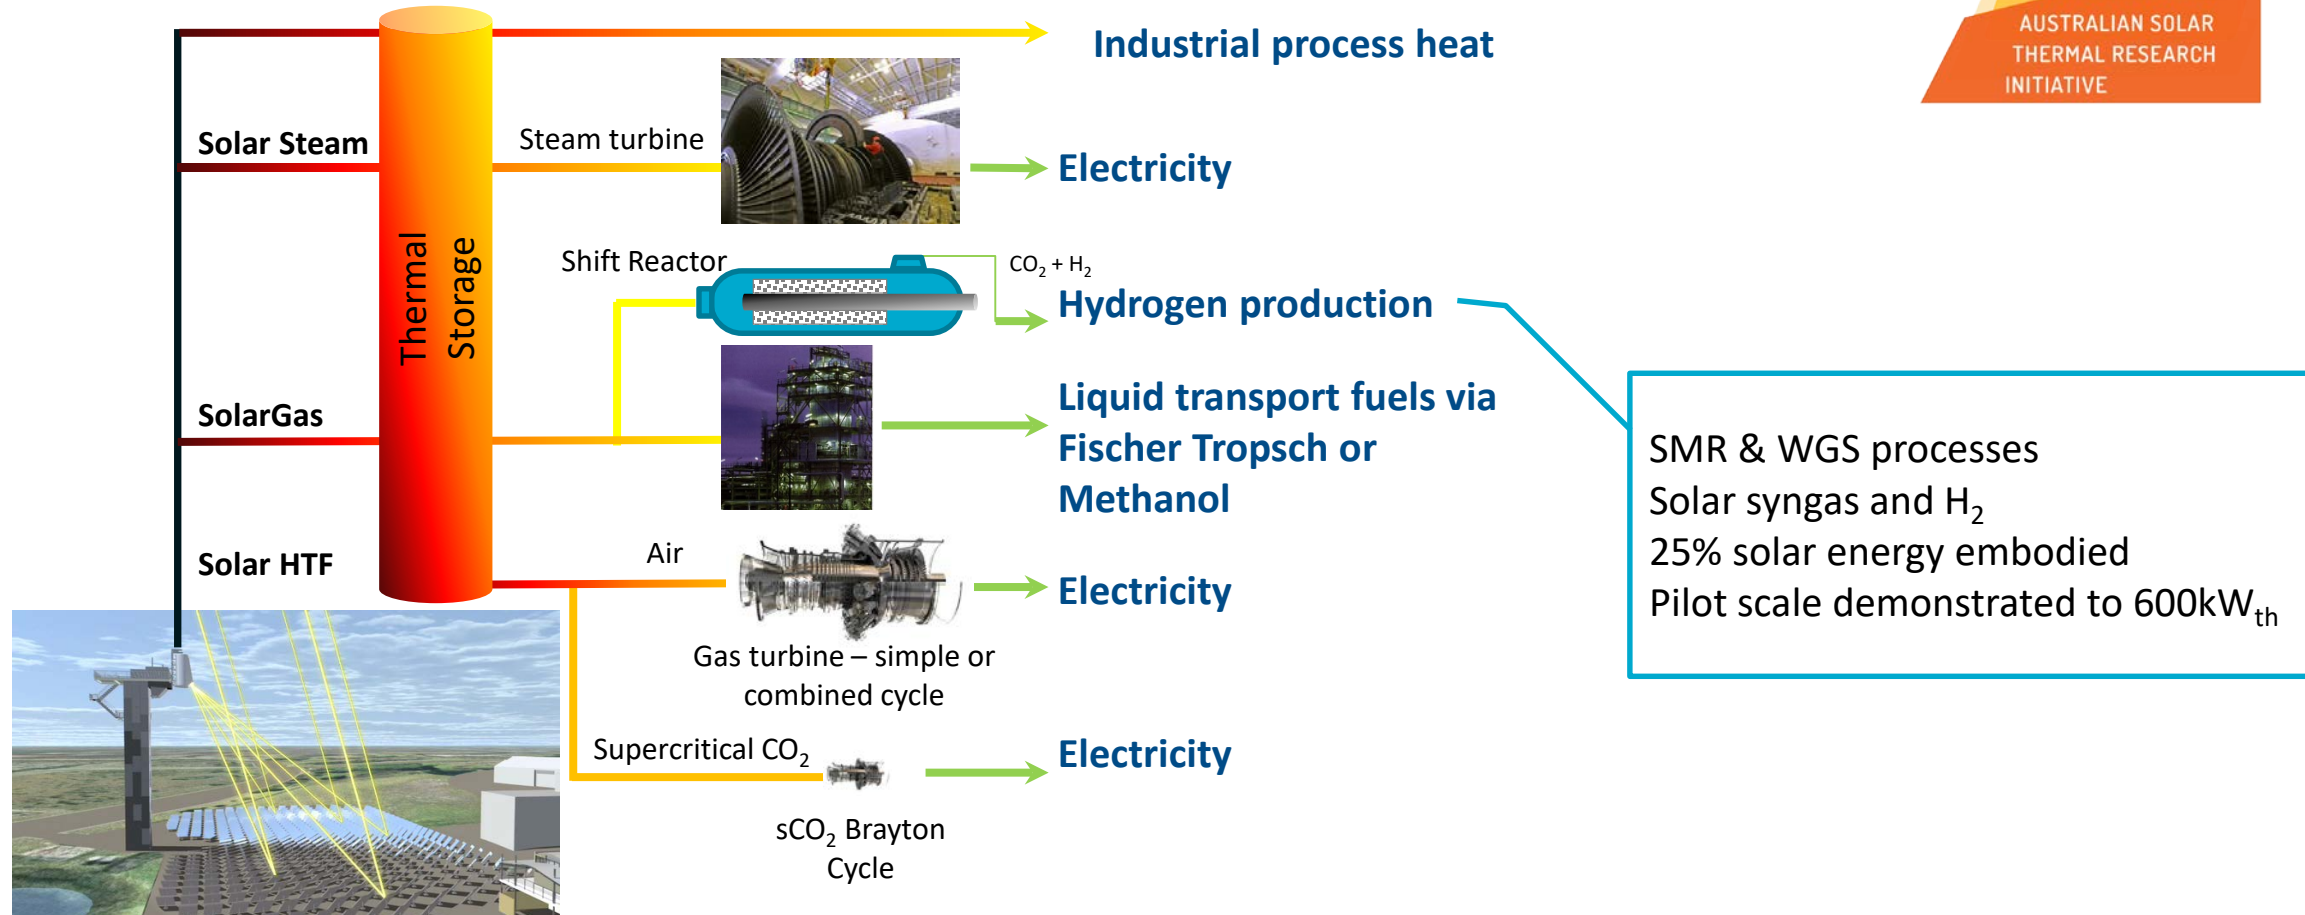 AUSTRALIAN SOLAR
THERMAL RESEARCH
INITIATIVE
Industrial process heat
Solar Steam
Steam turbine
Electricity
Thermal
Storage
Shift Reactor
CO₂ + H₂
Hydrogen production
SolarGas
Liquid transport fuels via
Fischer Tropsch or
Methanol
SMR & WGS processes
Solar syngas and H₂
25% solar energy embodied
Pilot scale demonstrated to 600kWₜₕ
Solar HTF
Air
Electricity
Gas turbine – simple or
combined cycle
Supercritical CO₂
Electricity
sCO₂ Brayton
Cycle